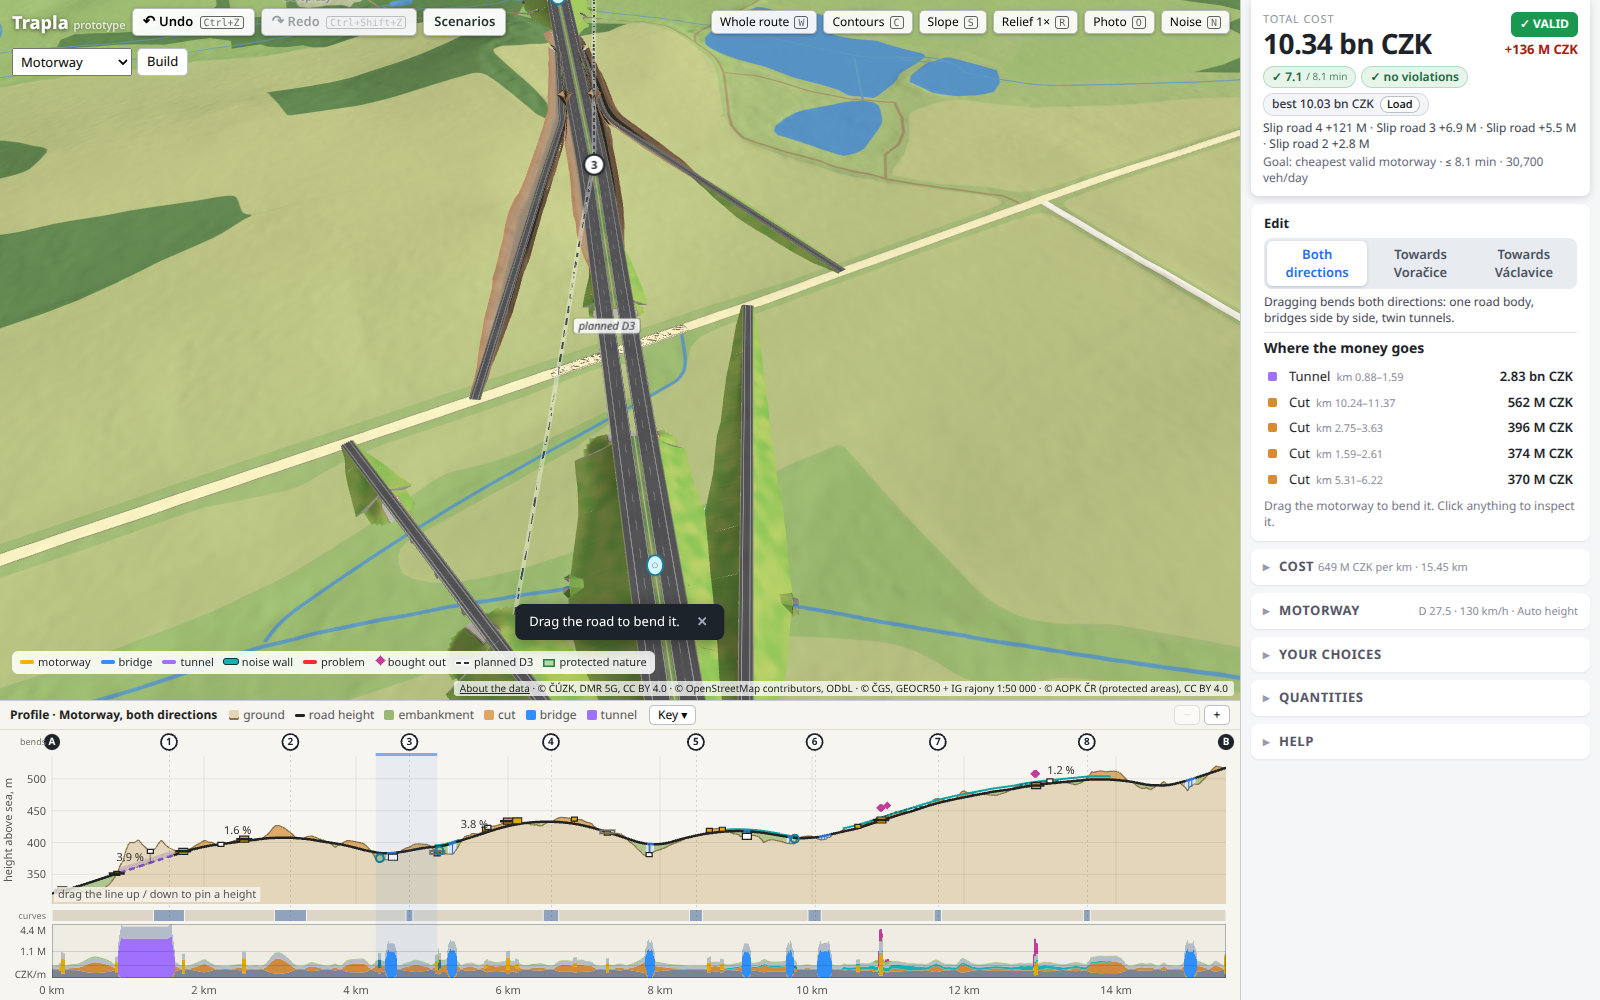 Trapla prototype
↶ Undo Ctrl+Z
↷ Redo Ctrl+Shift+Z
Scenarios
Whole route W
Contours C
Slope S
Relief 1× R
Photo O
Noise N
Motorway
Build
3
planned D3
Drag the road to bend it. ✕
motorway bridge tunnel noise wall problem bought out planned D3 protected nature
About the data · © ČÚZK, DMR 5G, CC BY 4.0 · © OpenStreetMap contributors, ODbL · © ČGS, GEOCR50 + IG rajony 1:50 000 · © AOPK ČR (protected areas), CC BY 4.0
Profile · Motorway, both directions ground road height embankment cut bridge tunnel Key ▾ − +
bends A 1 2 3 4 5 6 7 8 B
height above sea, m
500
450
400
350
3.9 %
1.6 %
3.8 %
1.2 %
drag the line up / down to pin a height
curves
4.4 M
1.1 M
CZK/m
0 km 2 km 4 km 6 km 8 km 10 km 12 km 14 km
TOTAL COST
✓ VALID
10.34 bn CZK
+136 M CZK
✓ 7.1 / 8.1 min
✓ no violations
best 10.03 bn CZK Load
Slip road 4 +121 M · Slip road 3 +6.9 M · Slip road +5.5 M
· Slip road 2 +2.8 M
Goal: cheapest valid motorway · ≤ 8.1 min · 30,700
veh/day
Edit
Both directions
Towards Voračice
Towards Václavice
Dragging bends both directions: one road body,
bridges side by side, twin tunnels.
Where the money goes
Tunnel km 0.88–1.59 2.83 bn CZK
Cut km 10.24–11.37 562 M CZK
Cut km 2.75–3.63 396 M CZK
Cut km 1.59–2.61 374 M CZK
Cut km 5.31–6.22 370 M CZK
Drag the motorway to bend it. Click anything to inspect
it.
▸ COST 649 M CZK per km · 15.45 km
▸ MOTORWAY D 27.5 · 130 km/h · Auto height
▸ YOUR CHOICES
▸ QUANTITIES
▸ HELP